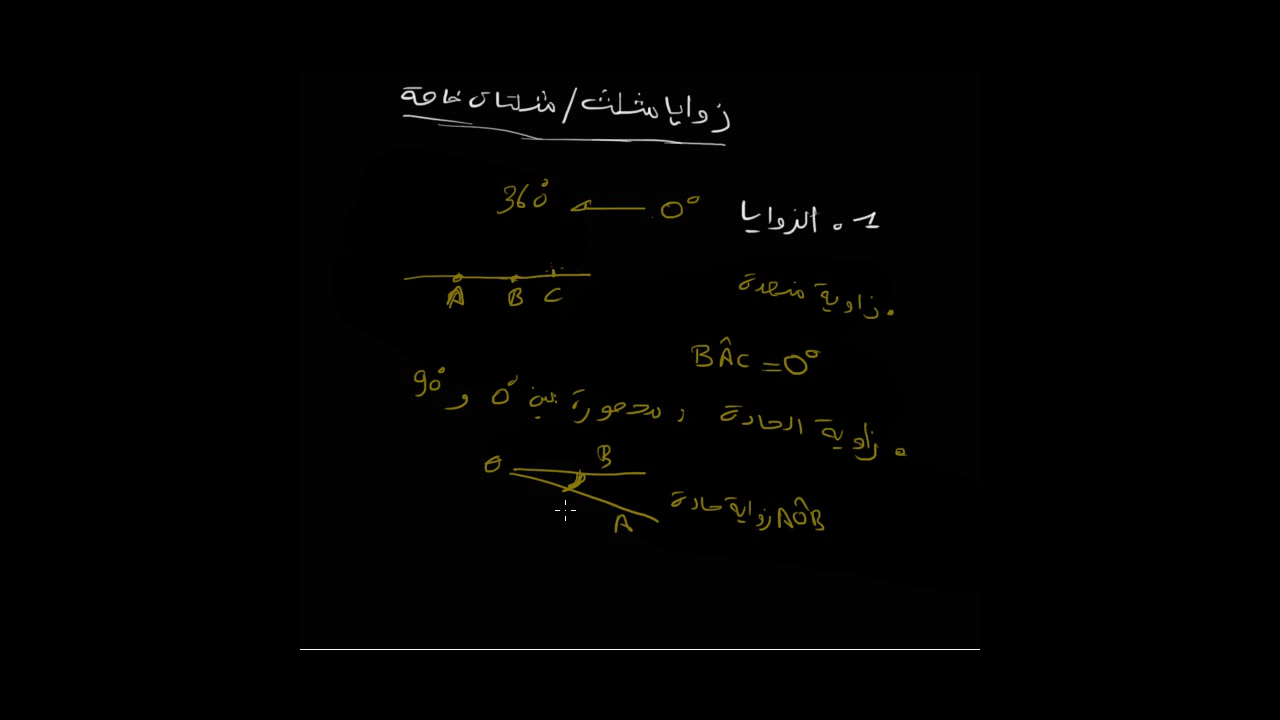 زوايا مثلث / مثلثات خاصة
1. الزوايا
0° ← 360°
. زاوية منعدمة
A B C
BÂC = 0°
. زاوية الحادة ; محصورة بين 0° و 90°
O B
A
AÔB زواية حادة